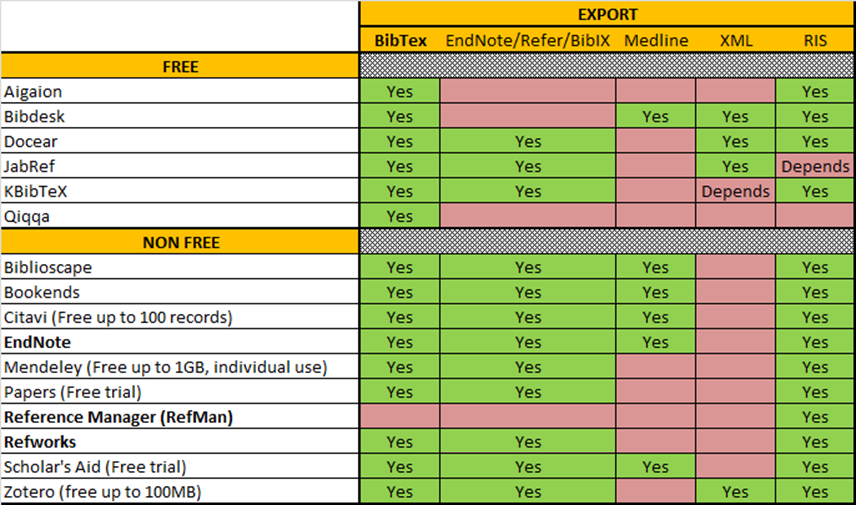 EXPORT
BibTex EndNote/Refer/BibIX Medline XML RIS
FREE
Aigaion Yes Yes
Bibdesk Yes Yes Yes Yes
Docear Yes Yes Yes Yes
JabRef Yes Yes Yes Depends
KBibTeX Yes Yes Depends Yes
Qiqqa Yes
NON FREE
Biblioscape Yes Yes Yes Yes
Bookends Yes Yes Yes Yes
Citavi (Free up to 100 records) Yes Yes Yes Yes
EndNote Yes Yes Yes Yes
Mendeley (Free up to 1GB, individual use) Yes Yes Yes
Papers (Free trial) Yes Yes Yes
Reference Manager (RefMan) Yes
Refworks Yes Yes Yes
Scholar's Aid (Free trial) Yes Yes Yes Yes
Zotero (free up to 100MB) Yes Yes Yes Yes